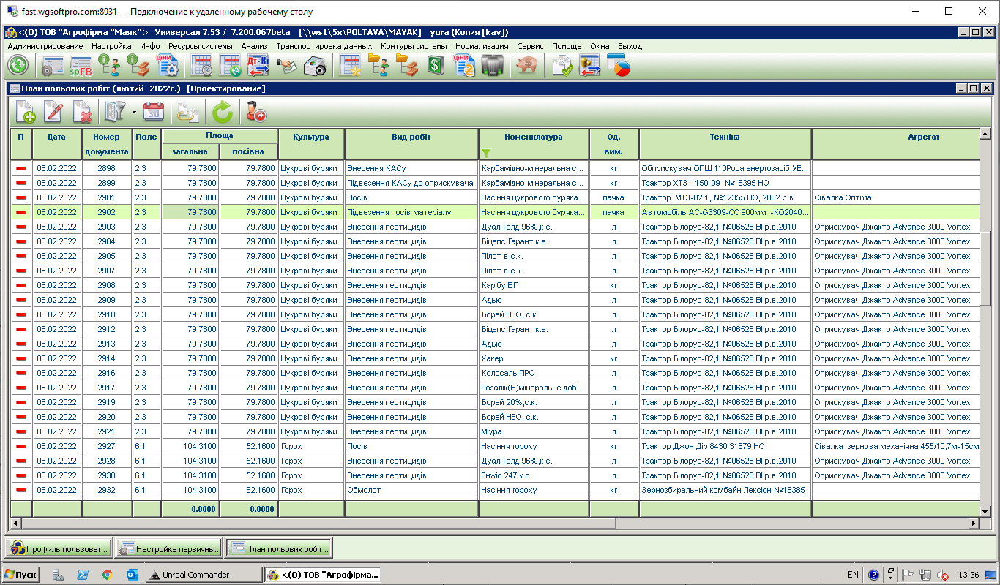 fast.wgsoftpro.com:8931 — Подключение к удаленному рабочему столу
<(О) ТОВ "Агрофірма "Маяк"> Универсал 7.53 / 7.200.067beta [\\ws1\5x\POLTAVA\MAYAK] yura (Копия [kav])
Администрирование Настройка Инфо Ресурсы системы Анализ Транспортировка данных Контуры системы Нормализация Сервис Помощь Окна Выход
spFB ЦІНИ Дт-Кт ЦІНИ
План польових робіт (лютий 2022г.) [Проектирование]
П Дата Номер документа Поле Площа загальна посівна Культура Вид робіт Номенклатура Од. вим. Техніка Агрегат
06.02.2022 2898 2.3 79.7800 79.7800 Цукрові буряки Внесення КАСу Карбамідно-мінеральна с... кг Обприскувач ОПШ 110Роса енергозасіб УЕ...
06.02.2022 2899 2.3 79.7800 79.7800 Цукрові буряки Підвезення КАСу до оприскувача Карбамідно-мінеральна с... кг Трактор ХТЗ - 150-09 №18395 НО
06.02.2022 2901 2.3 79.7800 79.7800 Цукрові буряки Посів Насіння цукрового буряка... пачка Трактор МТЗ-82.1, №12355 НО, 2002 р.в. Сівалка Оптіма
06.02.2022 2902 2.3 79.7800 79.7800 Цукрові буряки Підвезення посів матеріалу Насіння цукрового буряка... пачка Автомобіль АС-G3309-СС 900мм -КО2040...
06.02.2022 2903 2.3 79.7800 79.7800 Цукрові буряки Внесення пестицидів Дуал Голд 96%,к.е. л Трактор Білорус-82,1 №06528 ВІ р.в.2010 Оприскувач Джакто Advance 3000 Vortex
06.02.2022 2904 2.3 79.7800 79.7800 Цукрові буряки Внесення пестицидів Біцепс Гарант к.е. л Трактор Білорус-82,1 №06528 ВІ р.в.2010 Оприскувач Джакто Advance 3000 Vortex
06.02.2022 2905 2.3 79.7800 79.7800 Цукрові буряки Внесення пестицидів Пілот в.с.к. л Трактор Білорус-82,1 №06528 ВІ р.в.2010 Оприскувач Джакто Advance 3000 Vortex
06.02.2022 2907 2.3 79.7800 79.7800 Цукрові буряки Внесення пестицидів Пілот в.с.к. л Трактор Білорус-82,1 №06528 ВІ р.в.2010 Оприскувач Джакто Advance 3000 Vortex
06.02.2022 2908 2.3 79.7800 79.7800 Цукрові буряки Внесення пестицидів Карібу ВГ кг Трактор Білорус-82,1 №06528 ВІ р.в.2010 Оприскувач Джакто Advance 3000 Vortex
06.02.2022 2909 2.3 79.7800 79.7800 Цукрові буряки Внесення пестицидів Адью л Трактор Білорус-82,1 №06528 ВІ р.в.2010 Оприскувач Джакто Advance 3000 Vortex
06.02.2022 2910 2.3 79.7800 79.7800 Цукрові буряки Внесення пестицидів Борей НЕО, с.к. л Трактор Білорус-82,1 №06528 ВІ р.в.2010 Оприскувач Джакто Advance 3000 Vortex
06.02.2022 2912 2.3 79.7800 79.7800 Цукрові буряки Внесення пестицидів Біцепс Гарант к.е. л Трактор Білорус-82,1 №06528 ВІ р.в.2010 Оприскувач Джакто Advance 3000 Vortex
06.02.2022 2913 2.3 79.7800 79.7800 Цукрові буряки Внесення пестицидів Адью л Трактор Білорус-82,1 №06528 ВІ р.в.2010 Оприскувач Джакто Advance 3000 Vortex
06.02.2022 2914 2.3 79.7800 79.7800 Цукрові буряки Внесення пестицидів Хакер кг Трактор Білорус-82,1 №06528 ВІ р.в.2010 Оприскувач Джакто Advance 3000 Vortex
06.02.2022 2916 2.3 79.7800 79.7800 Цукрові буряки Внесення пестицидів Колосаль ПРО л Трактор Білорус-82,1 №06528 ВІ р.в.2010 Оприскувач Джакто Advance 3000 Vortex
06.02.2022 2917 2.3 79.7800 79.7800 Цукрові буряки Внесення пестицидів Розалік(В)мінеральне доб... л Трактор Білорус-82,1 №06528 ВІ р.в.2010 Оприскувач Джакто Advance 3000 Vortex
06.02.2022 2919 2.3 79.7800 79.7800 Цукрові буряки Внесення пестицидів Борей 20%,с.к. л Трактор Білорус-82,1 №06528 ВІ р.в.2010 Оприскувач Джакто Advance 3000 Vortex
06.02.2022 2920 2.3 79.7800 79.7800 Цукрові буряки Внесення пестицидів Борей НЕО, с.к. л Трактор Білорус-82,1 №06528 ВІ р.в.2010 Оприскувач Джакто Advance 3000 Vortex
06.02.2022 2921 2.3 79.7800 79.7800 Цукрові буряки Внесення пестицидів Міура л Трактор Білорус-82,1 №06528 ВІ р.в.2010 Оприскувач Джакто Advance 3000 Vortex
06.02.2022 2927 6.1 104.3100 52.1600 Горох Посів Насіння гороху кг Трактор Джон Дір 8430 31879 НО Сівалка зернова механічна 455/10,7м-15см
06.02.2022 2928 6.1 104.3100 52.1600 Горох Внесення пестицидів Дуал Голд 96%,к.е. л Трактор Білорус-82,1 №06528 ВІ р.в.2010 Оприскувач Джакто Advance 3000 Vortex
06.02.2022 2930 6.1 104.3100 52.1600 Горох Внесення пестицидів Енжіо 247 к.с. л Трактор Білорус-82,1 №06528 ВІ р.в.2010 Оприскувач Джакто Advance 3000 Vortex
06.02.2022 2932 6.1 104.3100 52.1600 Горох Обмолот Насіння гороху кг Зернозбиральний комбайн Лексіон №18385
0.0000 0.0000
Профиль пользоват... Настройка первичны... План польових робіт ..
Пуск Unreal Commander <(О) ТОВ "Агрофірма... EN 13:36